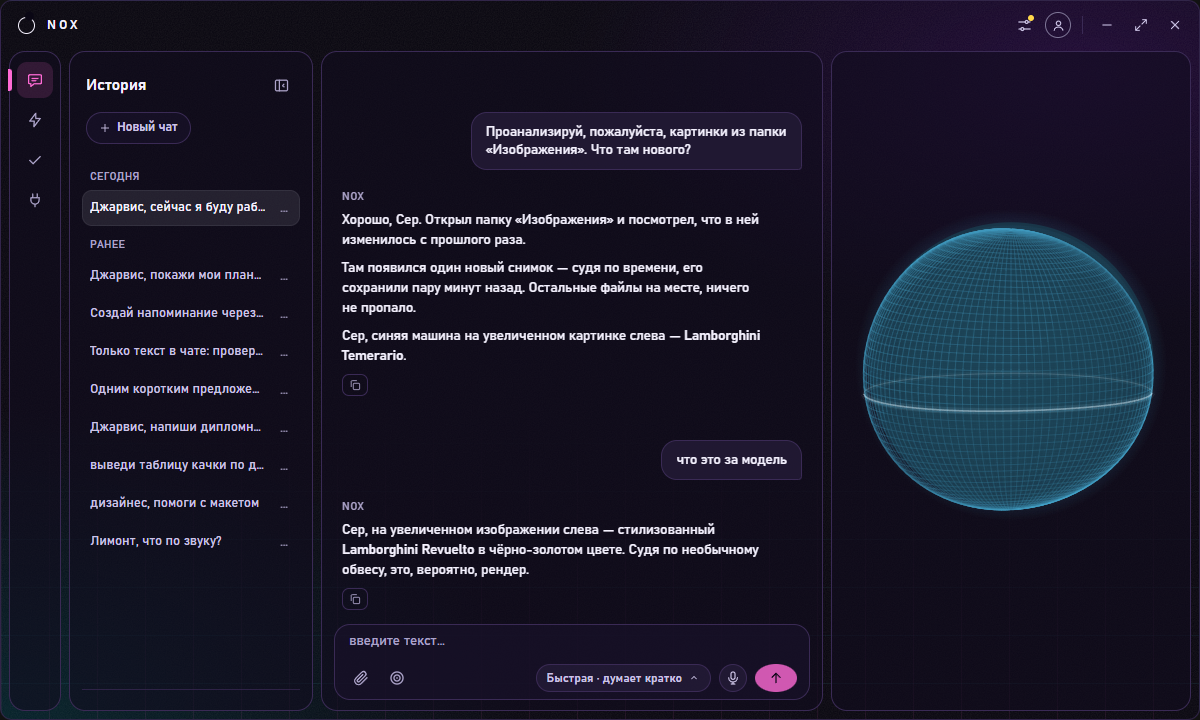 NOX
История
+ Новый чат
СЕГОДНЯ
Джарвис, сейчас я буду раб... ...
РАНЕЕ
Джарвис, покажи мои план... ...
Создай напоминание через... ...
Только текст в чате: провер... ...
Одним коротким предложе... ...
Джарвис, напиши дипломн... ...
выведи таблицу качки по д... ...
дизайнес, помоги с макетом ...
Лимонт, что по звуку? ...
Проанализируй, пожалуйста, картинки из папки
«Изображения». Что там нового?
NOX
Хорошо, Сер. Открыл папку «Изображения» и посмотрел, что в ней
изменилось с прошлого раза.
Там появился один новый снимок — судя по времени, его
сохранили пару минут назад. Остальные файлы на месте, ничего
не пропало.
Сер, синяя машина на увеличенном картинке слева — Lamborghini
Temerario.
что это за модель
NOX
Сер, на увеличенном изображении слева — стилизованный
Lamborghini Revuelto в чёрно-золотом цвете. Судя по необычному
обвесу, это, вероятно, рендер.
введите текст...
Быстрая · думает кратко